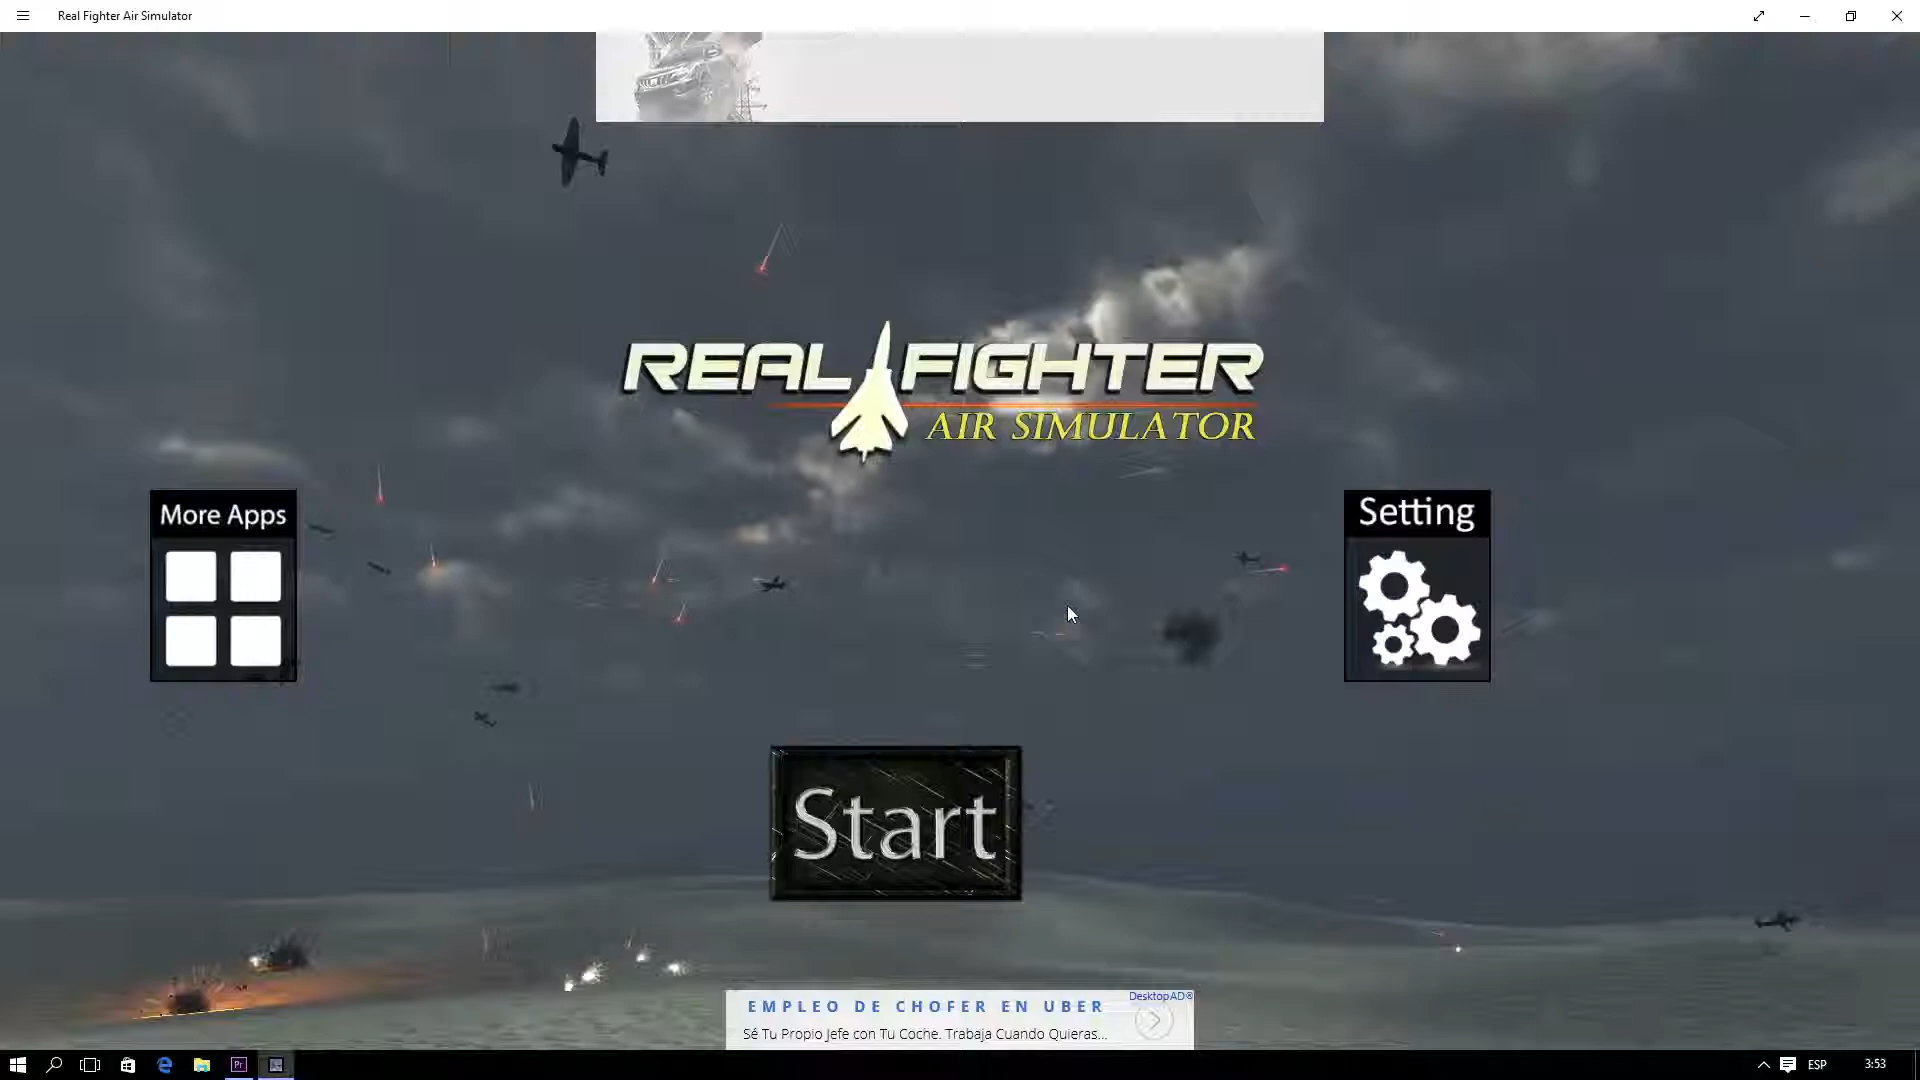 Real Fighter Air Simulator
REAL FIGHTER
AIR SIMULATOR
More Apps
Setting
Start
DesktopAD®
EMPLEO DE CHOFER EN UBER
Sé Tu Propio Jefe con Tu Coche. Trabaja Cuando Quieras...
Pr
ESP
3:53